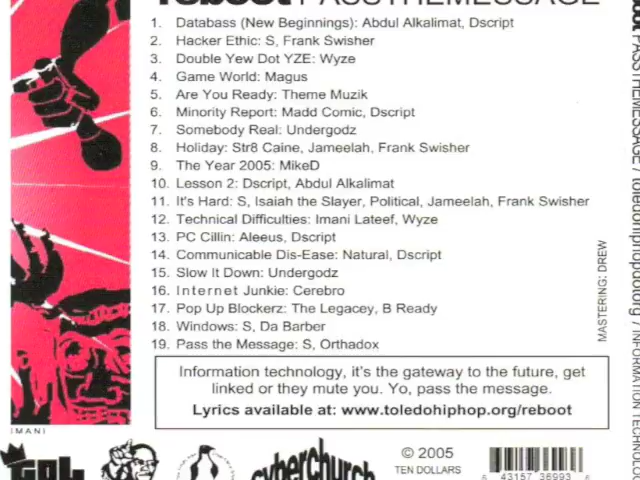 reboot PASSTHEMESSAGE
1. Databass (New Beginnings): Abdul Alkalimat, Dscript
2. Hacker Ethic: S, Frank Swisher
3. Double Yew Dot YZE: Wyze
4. Game World: Magus
5. Are You Ready: Theme Muzik
6. Minority Report: Madd Comic, Dscript
7. Somebody Real: Undergodz
8. Holiday: Str8 Caine, Jameelah, Frank Swisher
9. The Year 2005: MikeD
10. Lesson 2: Dscript, Abdul Alkalimat
11. It's Hard: S, Isaiah the Slayer, Political, Jameelah, Frank Swisher
12. Technical Difficulties: Imani Lateef, Wyze
13. PC Cillin: Aleeus, Dscript
14. Communicable Dis-Ease: Natural, Dscript
15. Slow It Down: Undergodz
16. Internet Junkie: Cerebro
17. Pop Up Blockerz: The Legacey, B Ready
18. Windows: S, Da Barber
19. Pass the Message: S, Orthadox
MASTERING: DREW
Information technology, it's the gateway to the future, get
linked or they mute you. Yo, pass the message.
Lyrics available at: www.toledohiphop.org/reboot
IMANI
cyberchurch
© 2005
TEN DOLLARS
6 43157 36993
PASSTHEMESSAGE / toledohiphopdotorg / INFORMATION